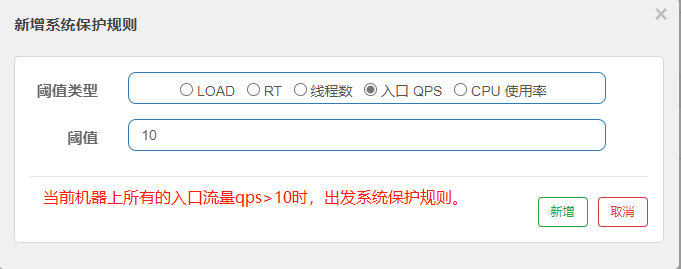 新增系统保护规则
×
阈值类型 LOAD RT 线程数 入口 QPS CPU 使用率
阈值 10
当前机器上所有的入口流量qps>10时，出发系统保护规则。
新增 取消